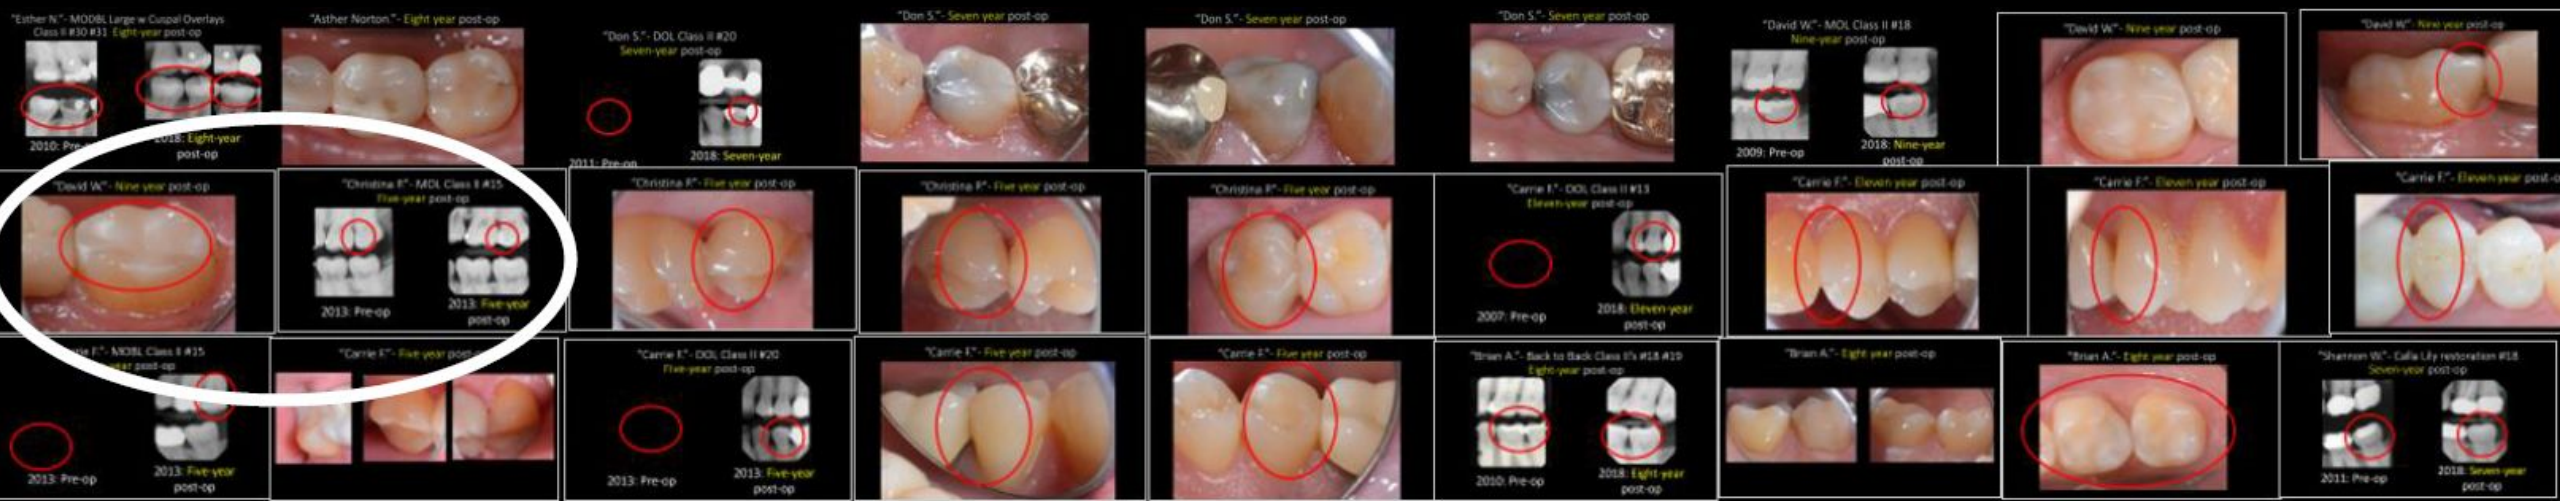 "Esther N."- MODBL Large w Cuspal Overlays
Class II #30 #31 Eight-year post-op
2010: Pre-
2018: Eight-year
post-op
"Asther Norton."- Eight year post-op
"Don S."- DOL Class II #20
Seven-year post-op
2011: Pre-op
2018: Seven-year
"Don S."- Seven year post-op
"Don S."- Seven year post-op
"Don S."- Seven year post-op
"David W."- MOL Class II #18
Nine-year post-op
2009: Pre-op
2018: Nine-year
post-op
"David W."- Nine year post-op
"David W."- Nine year post-op
"David W."- Nine year post-op
"Christina P."- MOL Class II #15
Five-year post-op
2013: Pre-op
2013: Five-year
post-op
"Christina P."- Five year post-op
"Christina P."- Five year post-op
"Christina P."- Five year post-op
"Carrie F."- DOL Class II #13
Eleven-year post-op
2007: Pre-op
2018: Eleven-year
post-op
"Carrie F."- Eleven year post-op
"Carrie F."- Eleven year post-op
"Carrie F."- Eleven year post-o
F."- MOBL Class II #15
year post-op
2013: Pre-op
2013: Five-year
post-op
"Carrie F."- Five year post-
"Carrie F."- DOL Class II #20
Five-year post-op
2013: Pre-op
2013: Five-year
post-op
"Carrie F."- Five year post-op
"Carrie F."- Five year post-op
"Brian A."- Back to Back Class II's #18 #19
Eight-year post-op
2010: Pre-op
2018: Eight-year
post-op
"Brian A."- Eight year post-op
"Brian A."- Eight year post-op
"Shannon W."- Calla Lily restoration #18
Seven-year post-op
2011: Pre-op
2018: Seven-year
post-op